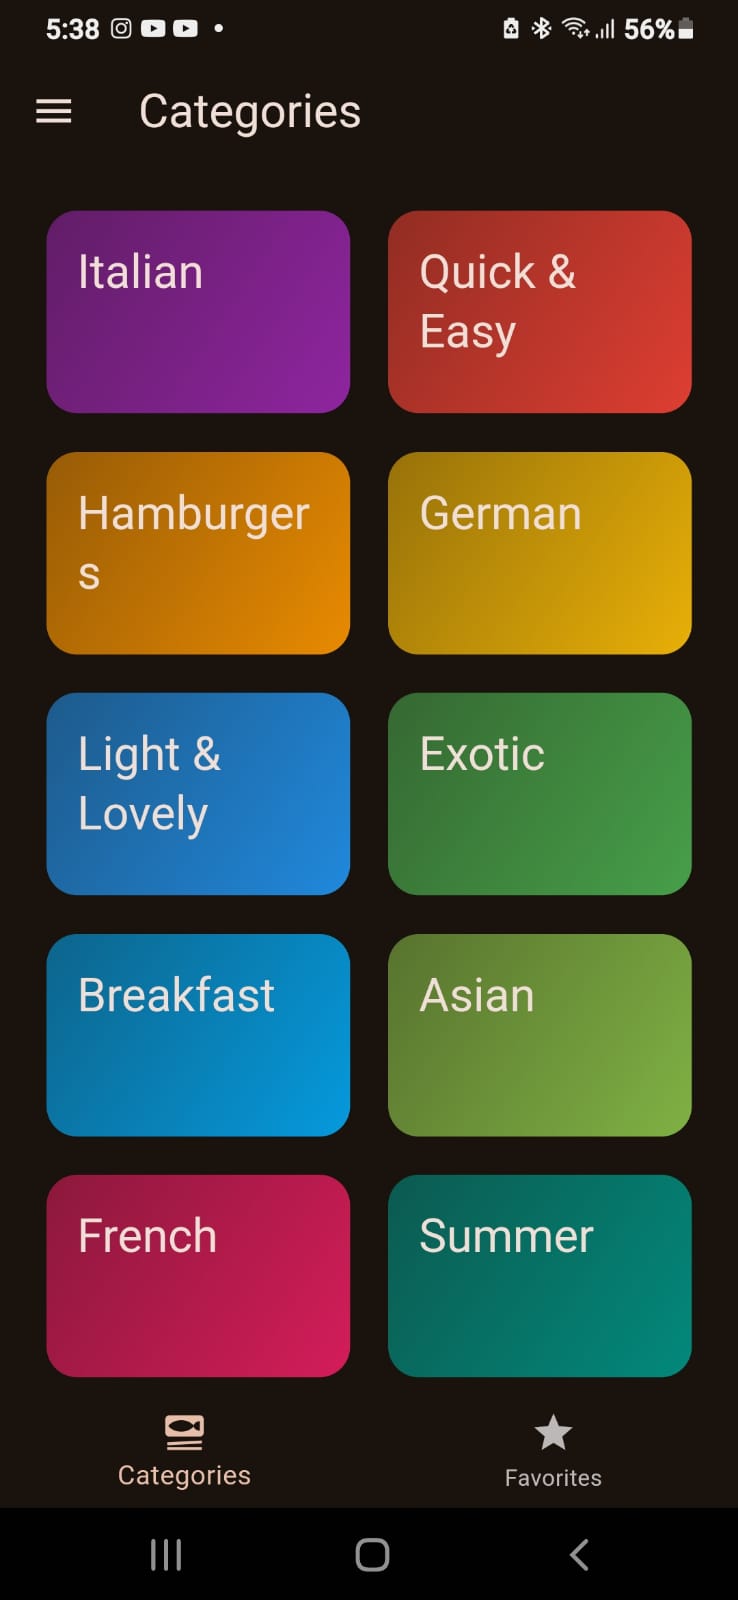 5:38 56%
Categories
Italian
Quick &
Easy
Hamburger
s
German
Light &
Lovely
Exotic
Breakfast
Asian
French
Summer
Categories
Favorites